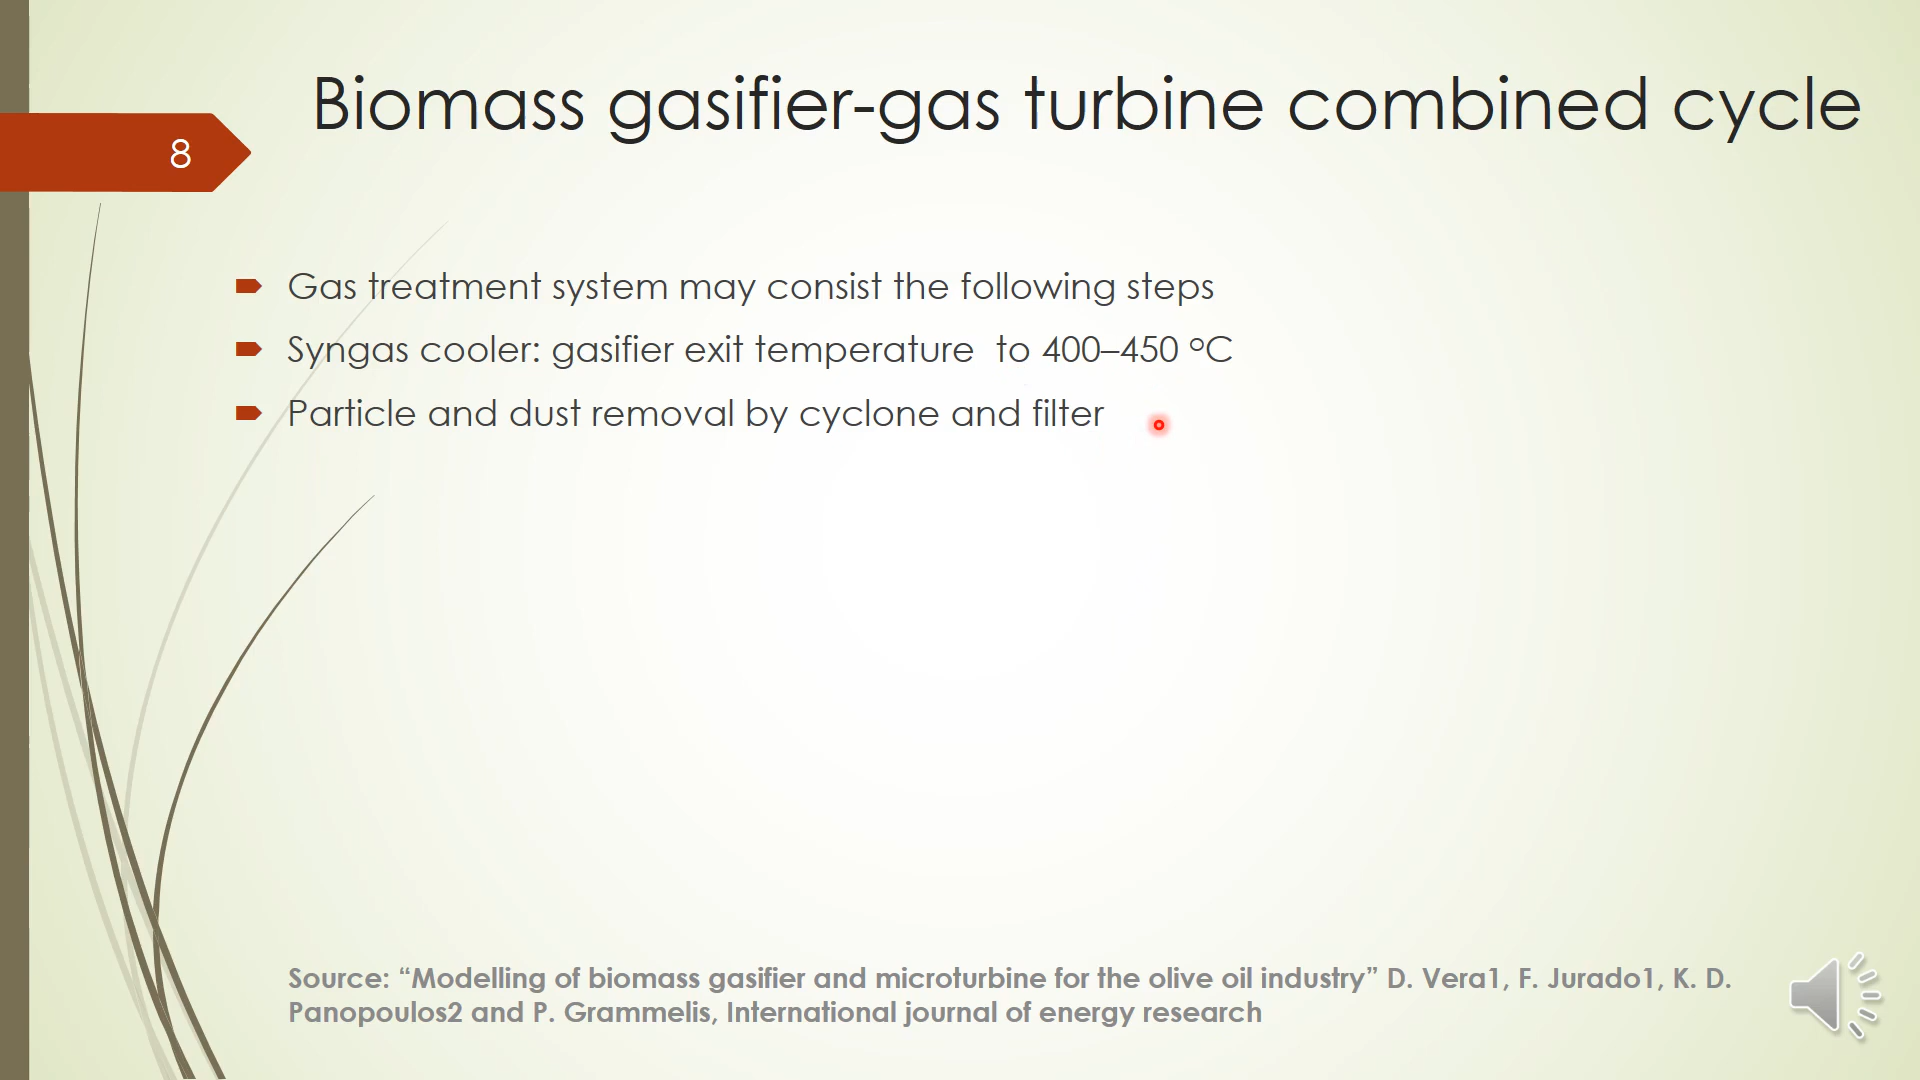 Biomass gasifier-gas turbine combined cycle
8
Gas treatment system may consist the following steps
Syngas cooler: gasifier exit temperature  to 400–450 °C
Particle and dust removal by cyclone and filter
Source: “Modelling of biomass gasifier and microturbine for the olive oil industry” D. Vera1, F. Jurado1, K. D.
Panopoulos2 and P. Grammelis, International journal of energy research